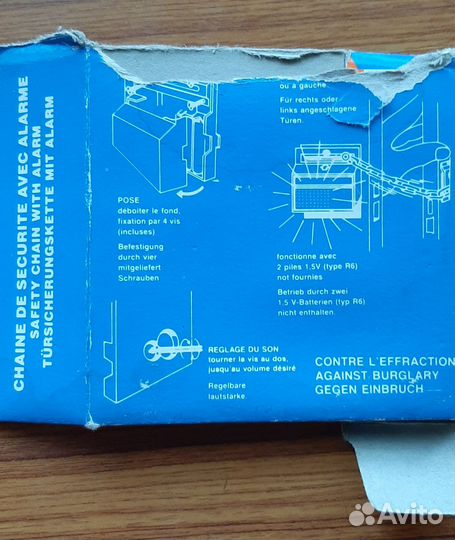 CHAINE DE SECURITE AVEC ALARME
SAFETY CHAIN WITH ALARM
TÜRSICHERUNGSKETTE MIT ALARM
POSE
déboiter le fond,
fixation par 4 vis
(incluses)
Befestigung
durch vier
mitgeliefert
Schrauben
ou à gauche.
Für rechts oder
links angeschlagene
Türen.
fonctionne avec
2 piles 1,5V (type R6)
not fournies
Betrieb durch zwei
1.5 V-Batterien (typ R6)
nicht enthalten.
REGLAGE DU SON
tourner la vis au dos,
jusqu'au volume désiré
Regelbare
lautstärke.
CONTRE L'EFFRACTION
AGAINST BURGLARY
GEGEN EINBRUCH
Avito